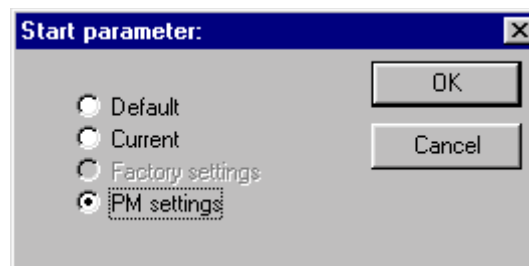 Start parameter:
OK
Default
Current
Cancel
Factory settings
PM settings